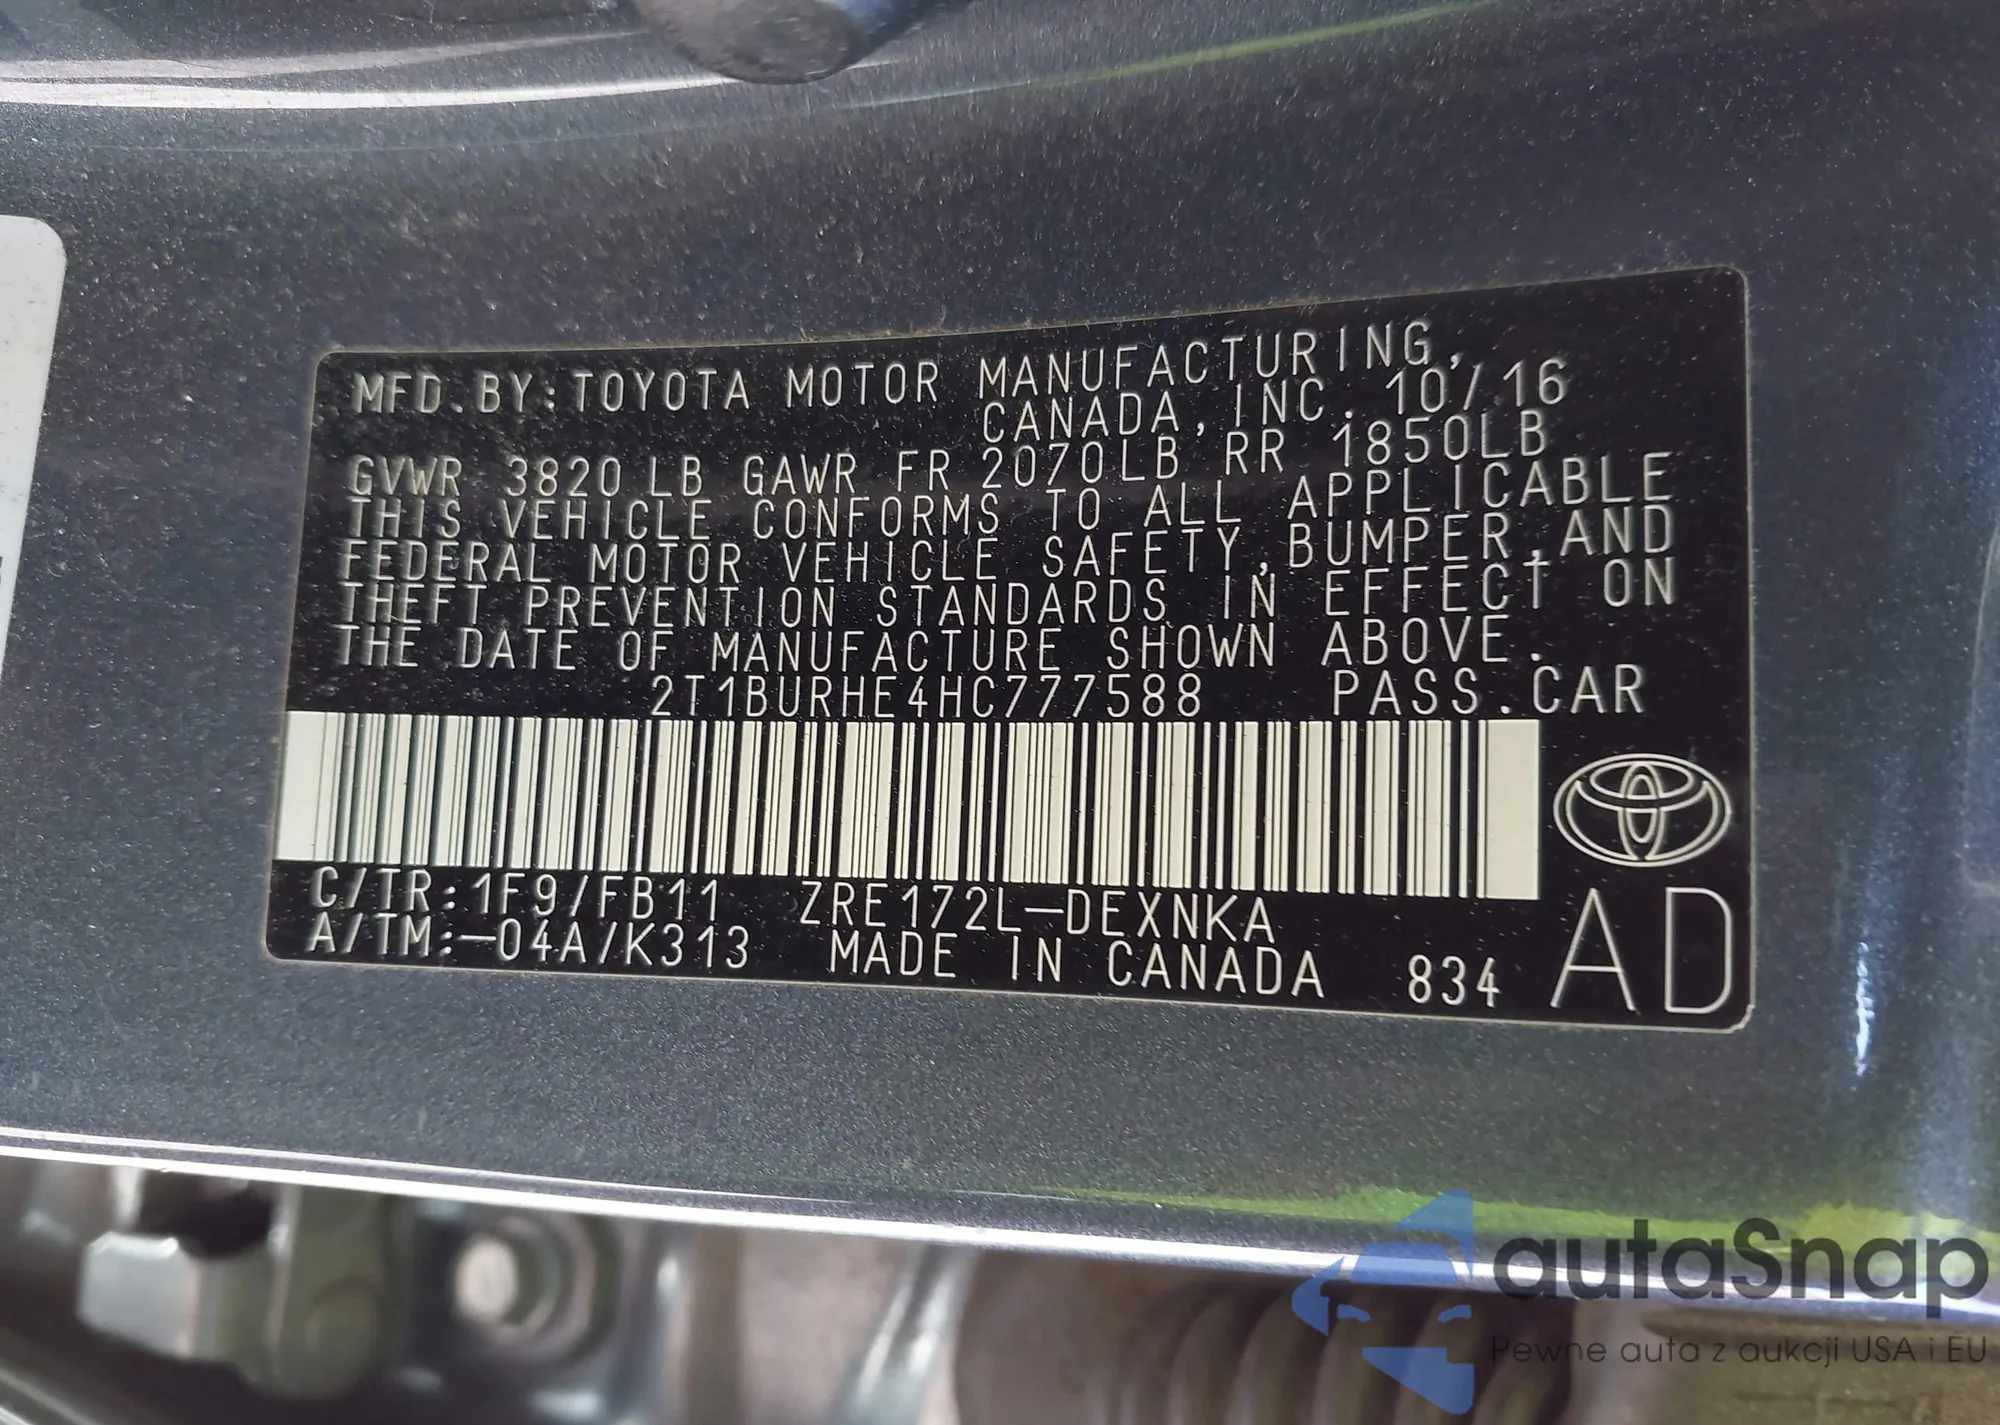 MFD.BY:TOYOTA MOTOR MANUFACTURING,
CANADA,INC. 10/16
GVWR 3820 LB GAWR FR 2070LB RR 1850LB
THIS VEHICLE CONFORMS TO ALL APPLICABLE
FEDERAL MOTOR VEHICLE SAFETY,BUMPER,AND
THEFT PREVENTION STANDARDS IN EFFECT ON
THE DATE OF MANUFACTURE SHOWN ABOVE.
2T1BURHE4HC777588 PASS.CAR
C/TR:1F9/FB11 ZRE172L-DEXNKA
A/TM:-04A/K313 MADE IN CANADA 834 AD
autaSnap
Pewne auta z aukcji USA i EU